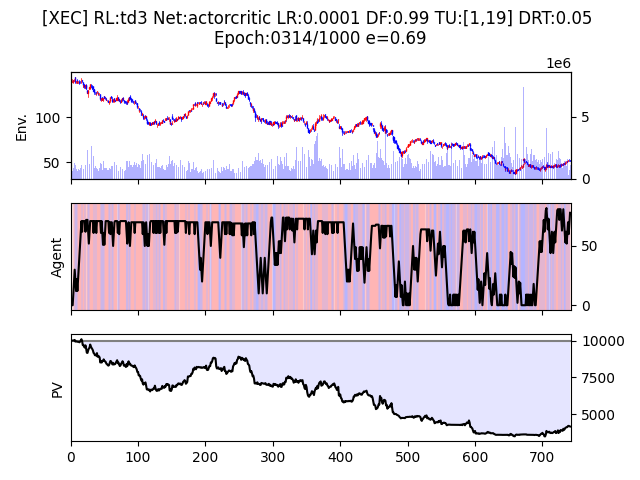 [XEC] RL:td3 Net:actorcritic LR:0.0001 DF:0.99 TU:[1,19] DRT:0.05
Epoch:0314/1000 e=0.69
1e6
Env.
100
50
5
0
Agent
50
0
PV
10000
7500
5000
0 100 200 300 400 500 600 700